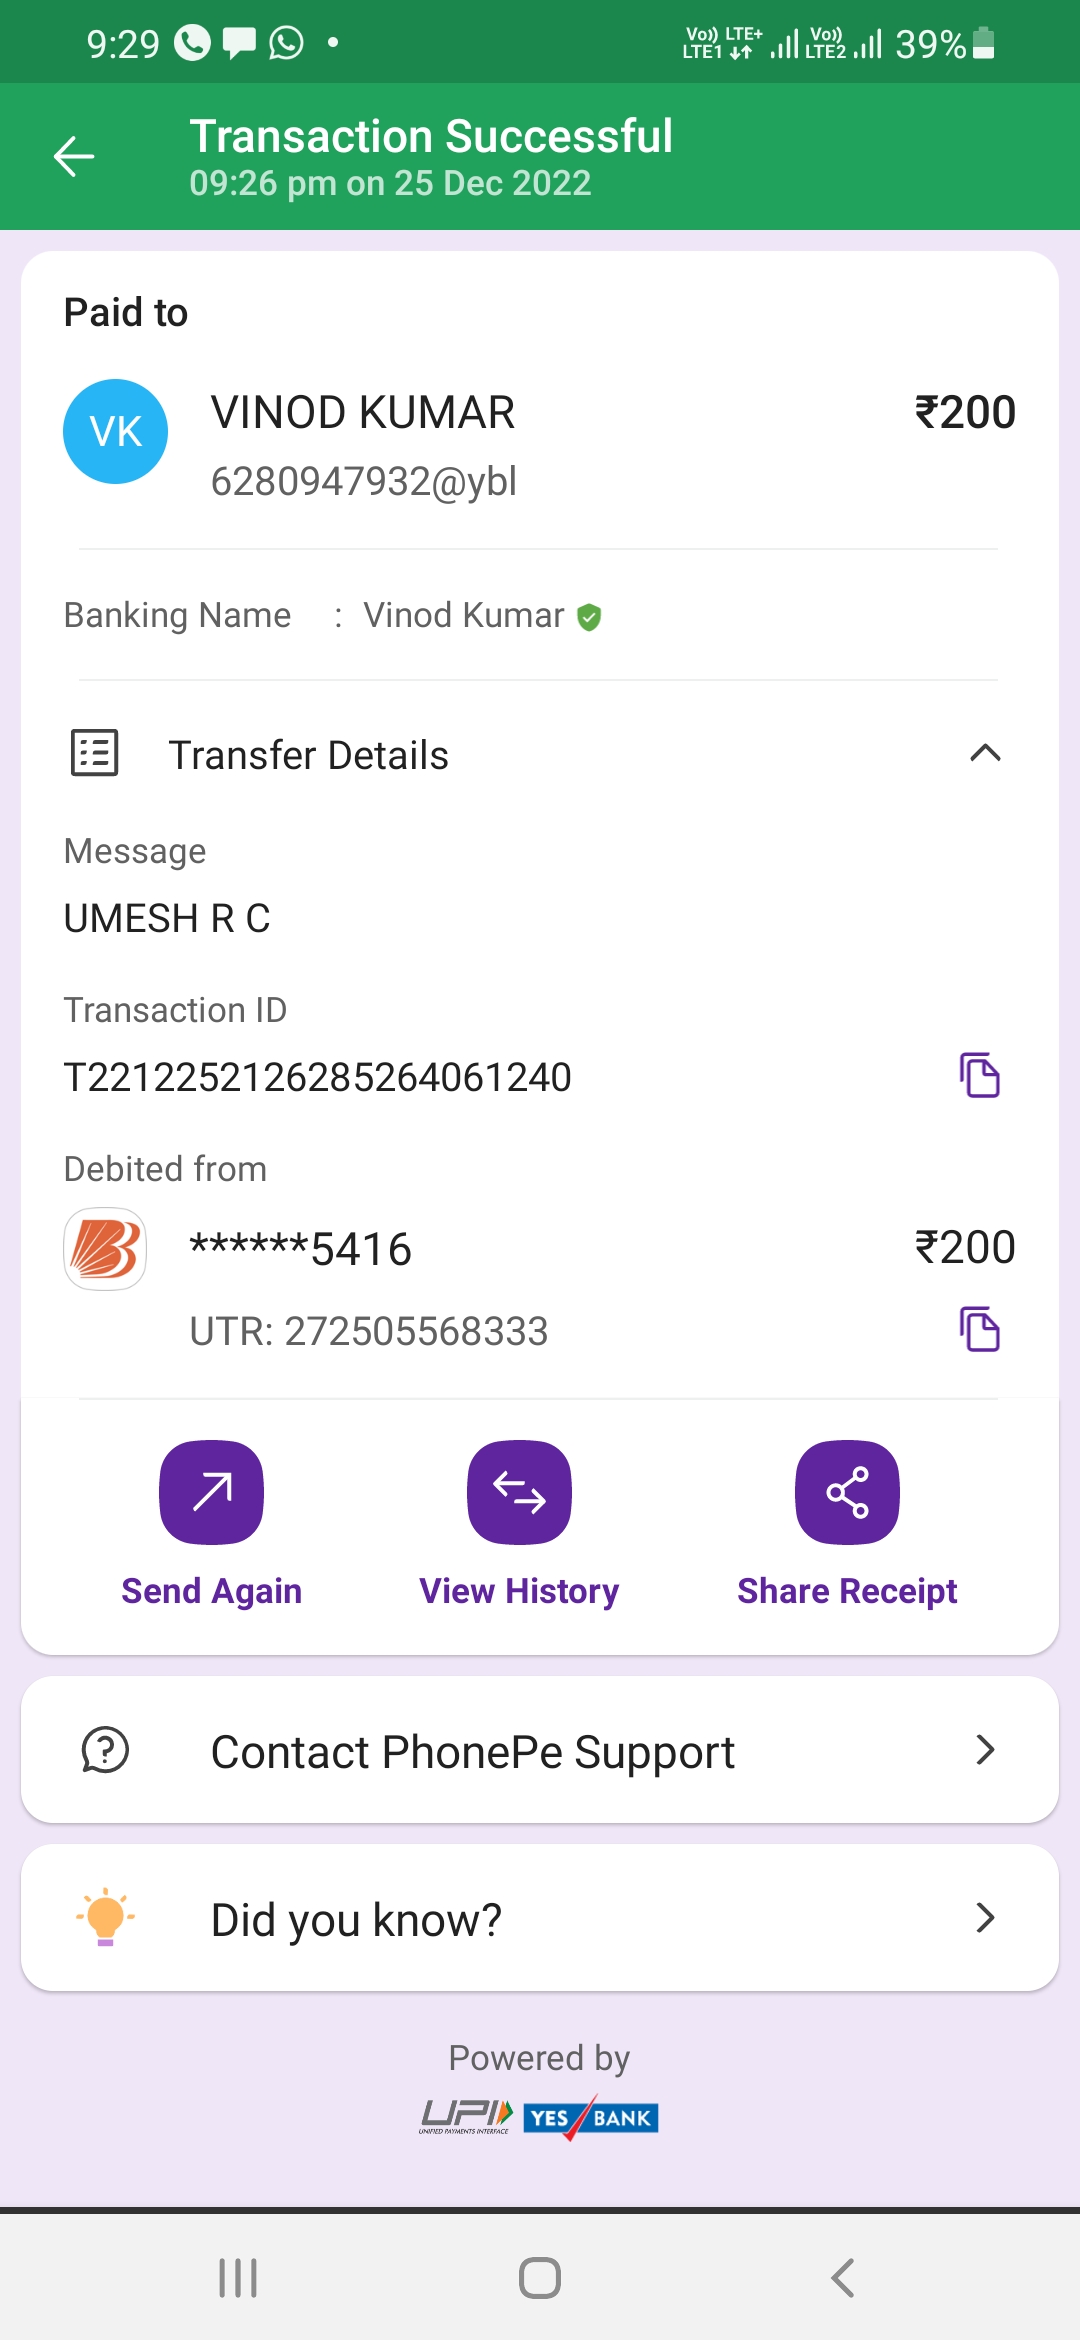 9:29
Vo)) LTE+ Vo)) 39%
LTE1 LTE2
Transaction Successful
09:26 pm on 25 Dec 2022
Paid to
VK VINOD KUMAR ₹200
6280947932@ybl
Banking Name : Vinod Kumar
Transfer Details
Message
UMESH R C
Transaction ID
T2212252126285264061240
Debited from
******5416 ₹200
UTR: 272505568333
Send Again View History Share Receipt
Contact PhonePe Support
Did you know?
Powered by
UPI YES BANK
UNIFIED PAYMENTS INTERFACE